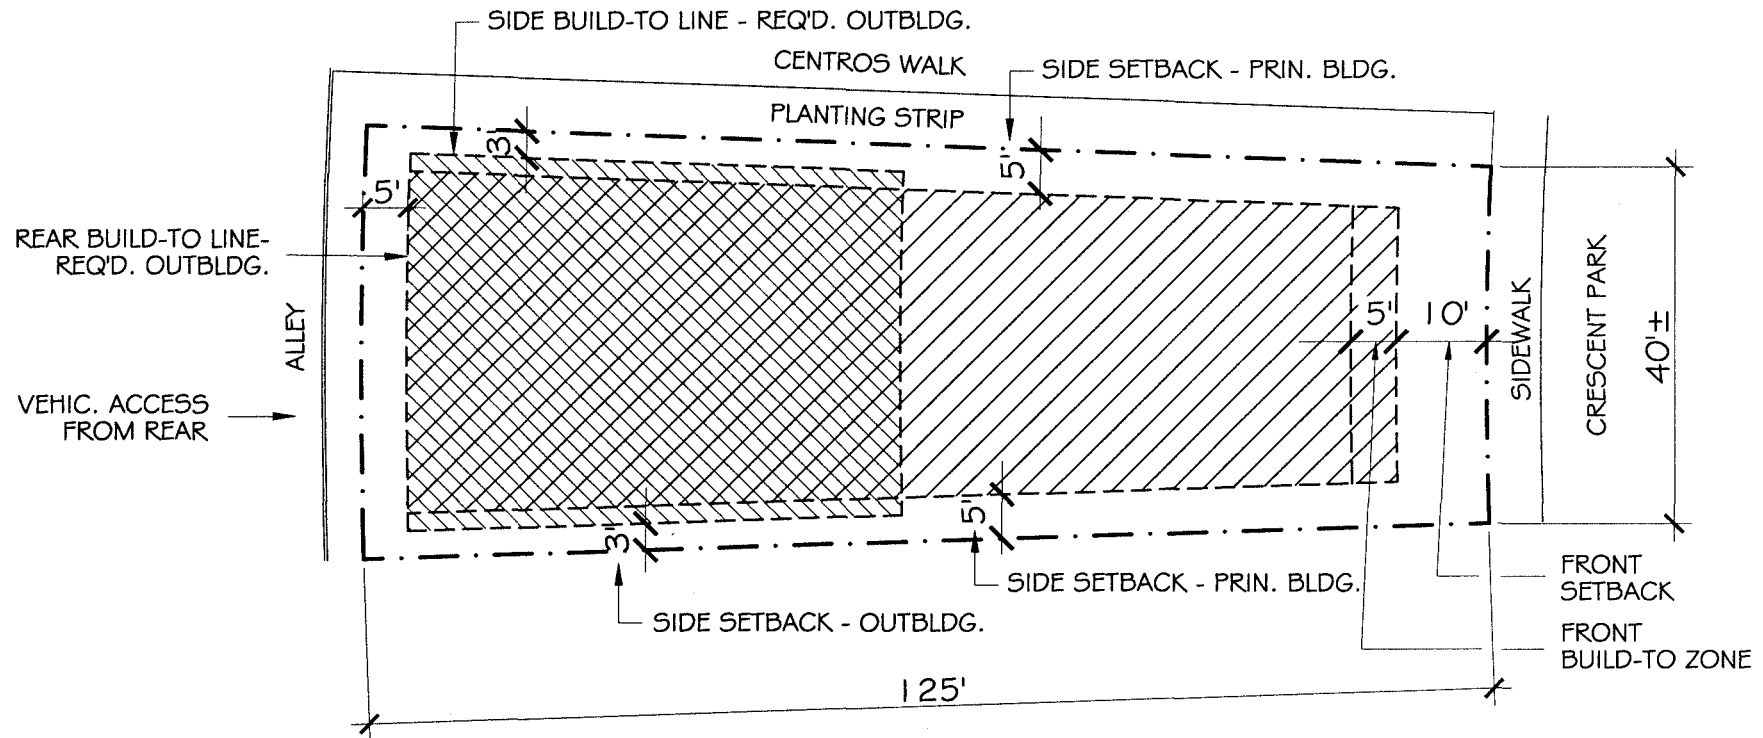 SIDE BUILD-TO LINE - REQ'D. OUTBLDG.
CENTROS WALK
SIDE SETBACK - PRIN. BLDG.
PLANTING STRIP
3'
5'
5'
REAR BUILD-TO LINE-
REQ'D. OUTBLDG.
ALLEY
VEHIC. ACCESS
FROM REAR
5'
10'
SIDEWALK
CRESCENT PARK
40'±
3'
5'
SIDE SETBACK - PRIN. BLDG.
SIDE SETBACK - OUTBLDG.
FRONT
SETBACK
FRONT
BUILD-TO ZONE
125'